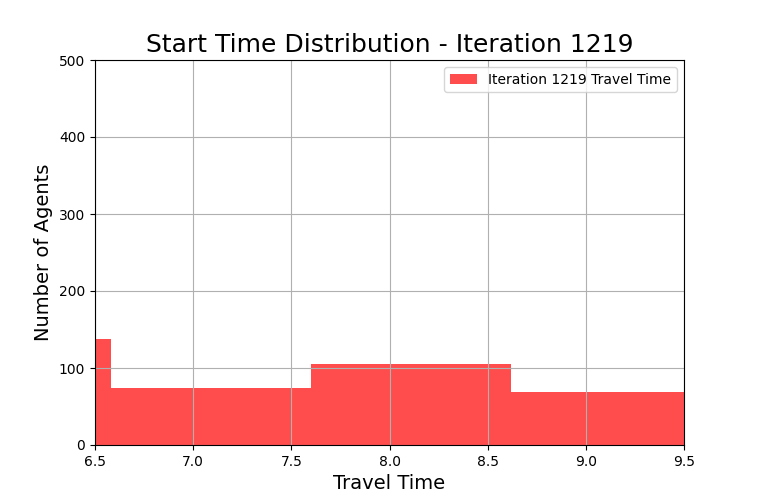 Start Time Distribution - Iteration 1219
Iteration 1219 Travel Time
Number of Agents
500
400
300
200
100
0
6.5 7.0 7.5 8.0 8.5 9.0 9.5
Travel Time